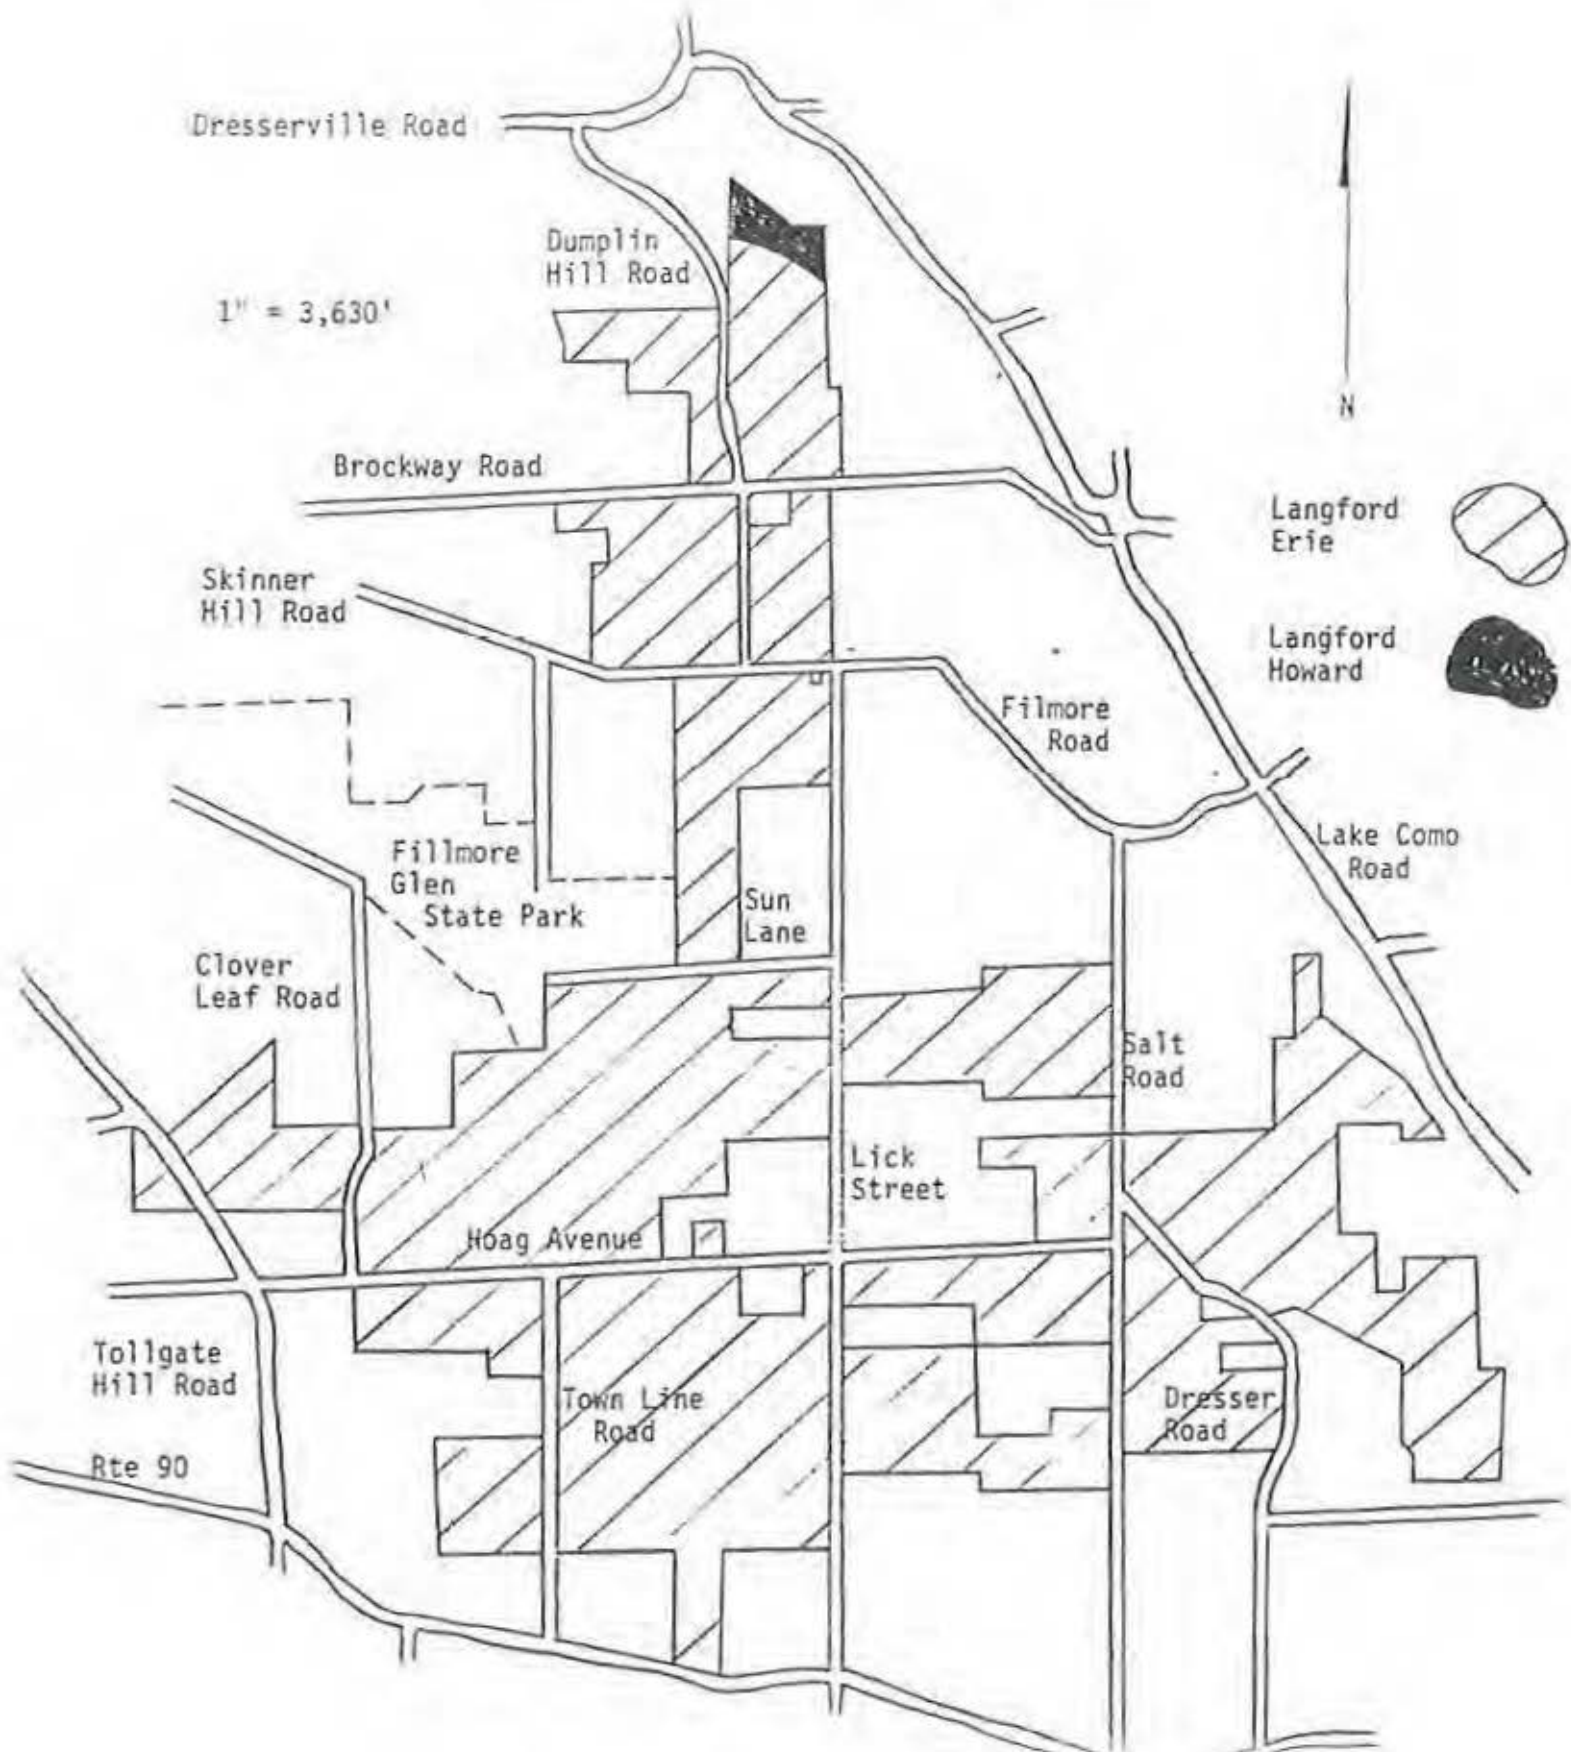 Dresserville Road
Dumplin
Hill Road
1" = 3,630'
N
Brockway Road
Langford
Erie
Skinner
Hill Road
Langford
Howard
Filmore
Road
Lake Como
Road
Fillmore
Glen
State Park
Sun
Lane
Clover
Leaf Road
Salt
Road
Lick
Street
Hoag Avenue
Tollgate
Hill Road
Town Line
Road
Dresser
Road
Rte 90